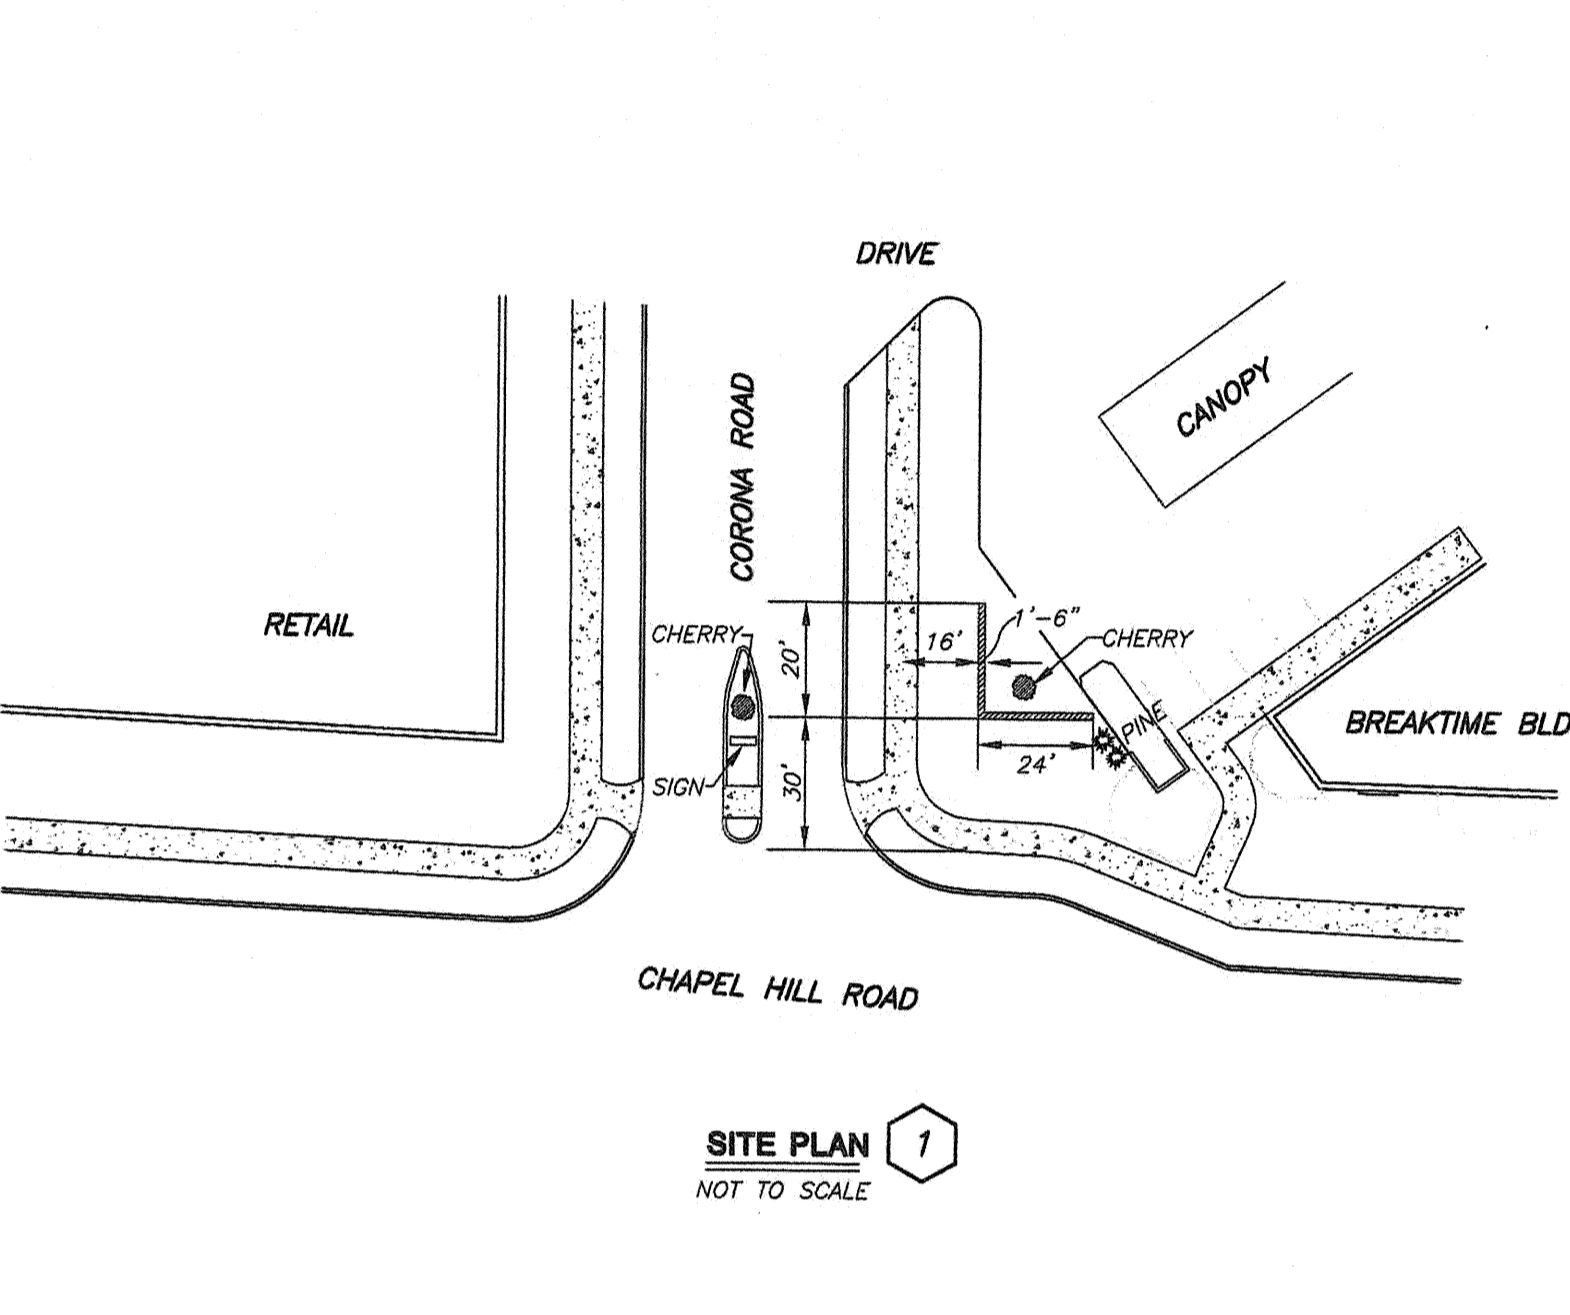 DRIVE
CORONA ROAD
CANOPY
RETAIL
CHERRY
20'
16'
1'-6"
CHERRY
PINE
BREAKTIME BLD
SIGN
30'
24'
CHAPEL HILL ROAD
SITE PLAN
1
NOT TO SCALE